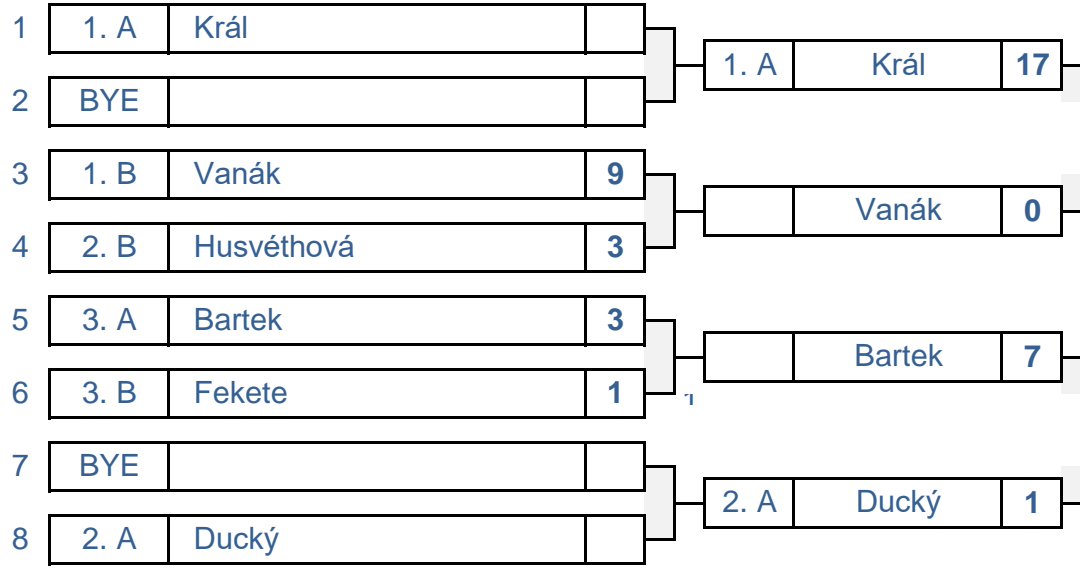 1 1. A Král
2 BYE
3 1. B Vanák 9
4 2. B Husvéthová 3
5 3. A Bartek 3
6 3. B Fekete 1
7 BYE
8 2. A Ducký
1. A Král 17
Vanák 0
Bartek 7
2. A Ducký 1